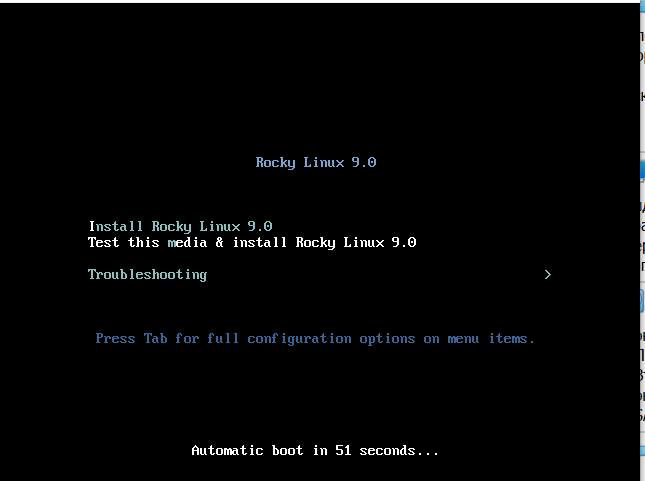 Rocky Linux 9.0
Install Rocky Linux 9.0
Test this media & install Rocky Linux 9.0
Troubleshooting >
Press Tab for full configuration options on menu items.
Automatic boot in 51 seconds...